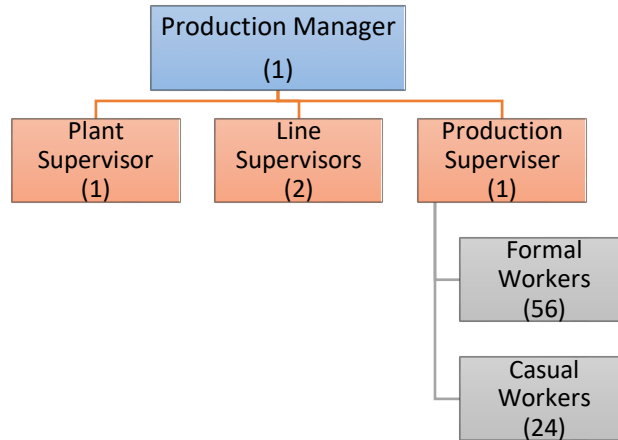 Production Manager
(1)
Plant
Supervisor
(1)
Line
Supervisors
(2)
Production
Superviser
(1)
Formal
Workers
(56)
Casual
Workers
(24)